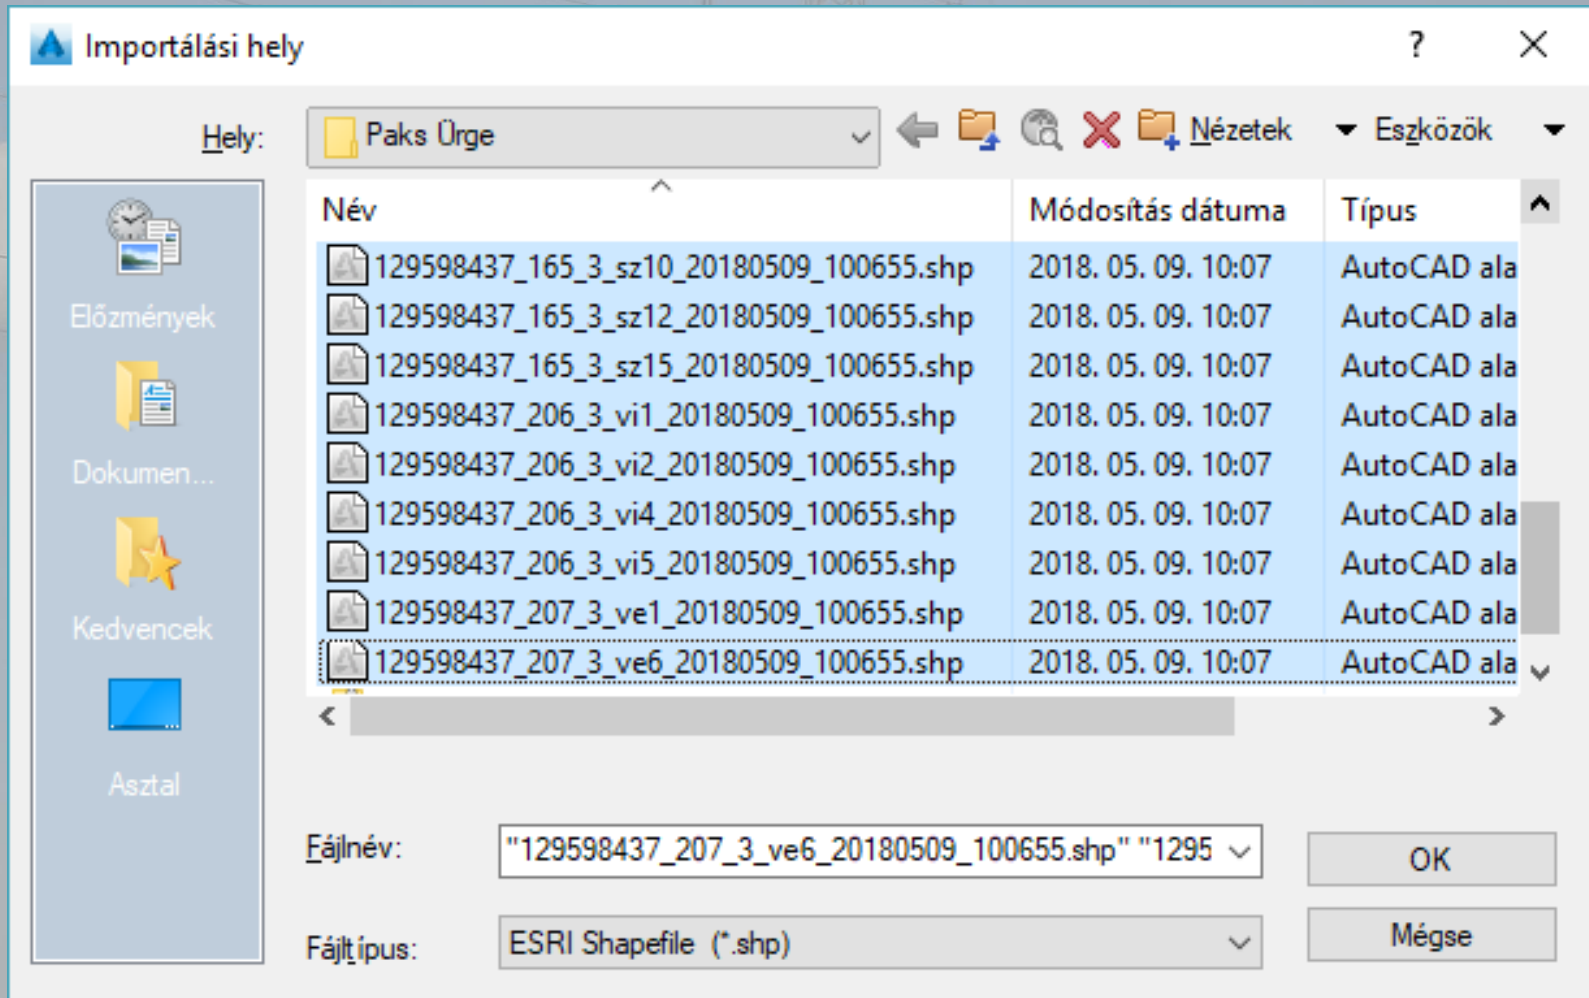 Importálási hely ?
Hely: Paks Ürge Nézetek Eszközök
Név Módosítás dátuma Típus
129598437_165_3_sz10_20180509_100655.shp 2018. 05. 09. 10:07 AutoCAD ala
129598437_165_3_sz12_20180509_100655.shp 2018. 05. 09. 10:07 AutoCAD ala
129598437_165_3_sz15_20180509_100655.shp 2018. 05. 09. 10:07 AutoCAD ala
129598437_206_3_vi1_20180509_100655.shp 2018. 05. 09. 10:07 AutoCAD ala
129598437_206_3_vi2_20180509_100655.shp 2018. 05. 09. 10:07 AutoCAD ala
129598437_206_3_vi4_20180509_100655.shp 2018. 05. 09. 10:07 AutoCAD ala
129598437_206_3_vi5_20180509_100655.shp 2018. 05. 09. 10:07 AutoCAD ala
129598437_207_3_ve1_20180509_100655.shp 2018. 05. 09. 10:07 AutoCAD ala
129598437_207_3_ve6_20180509_100655.shp 2018. 05. 09. 10:07 AutoCAD ala
Előzmények
Dokumen...
Kedvencek
Asztal
Fájlnév: "129598437_207_3_ve6_20180509_100655.shp" "1295 OK
Fájltípus: ESRI Shapefile (*.shp) Mégse